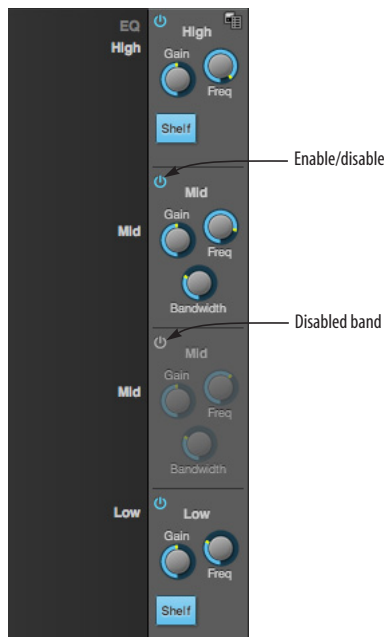 EQ
High
High
Gain
Freq
Shelf
Enable/disable
Mid
Mid
Gain
Freq
Bandwidth
Disabled band
Mid
Mid
Gain
Freq
Bandwidth
Low
Low
Gain
Freq
Shelf